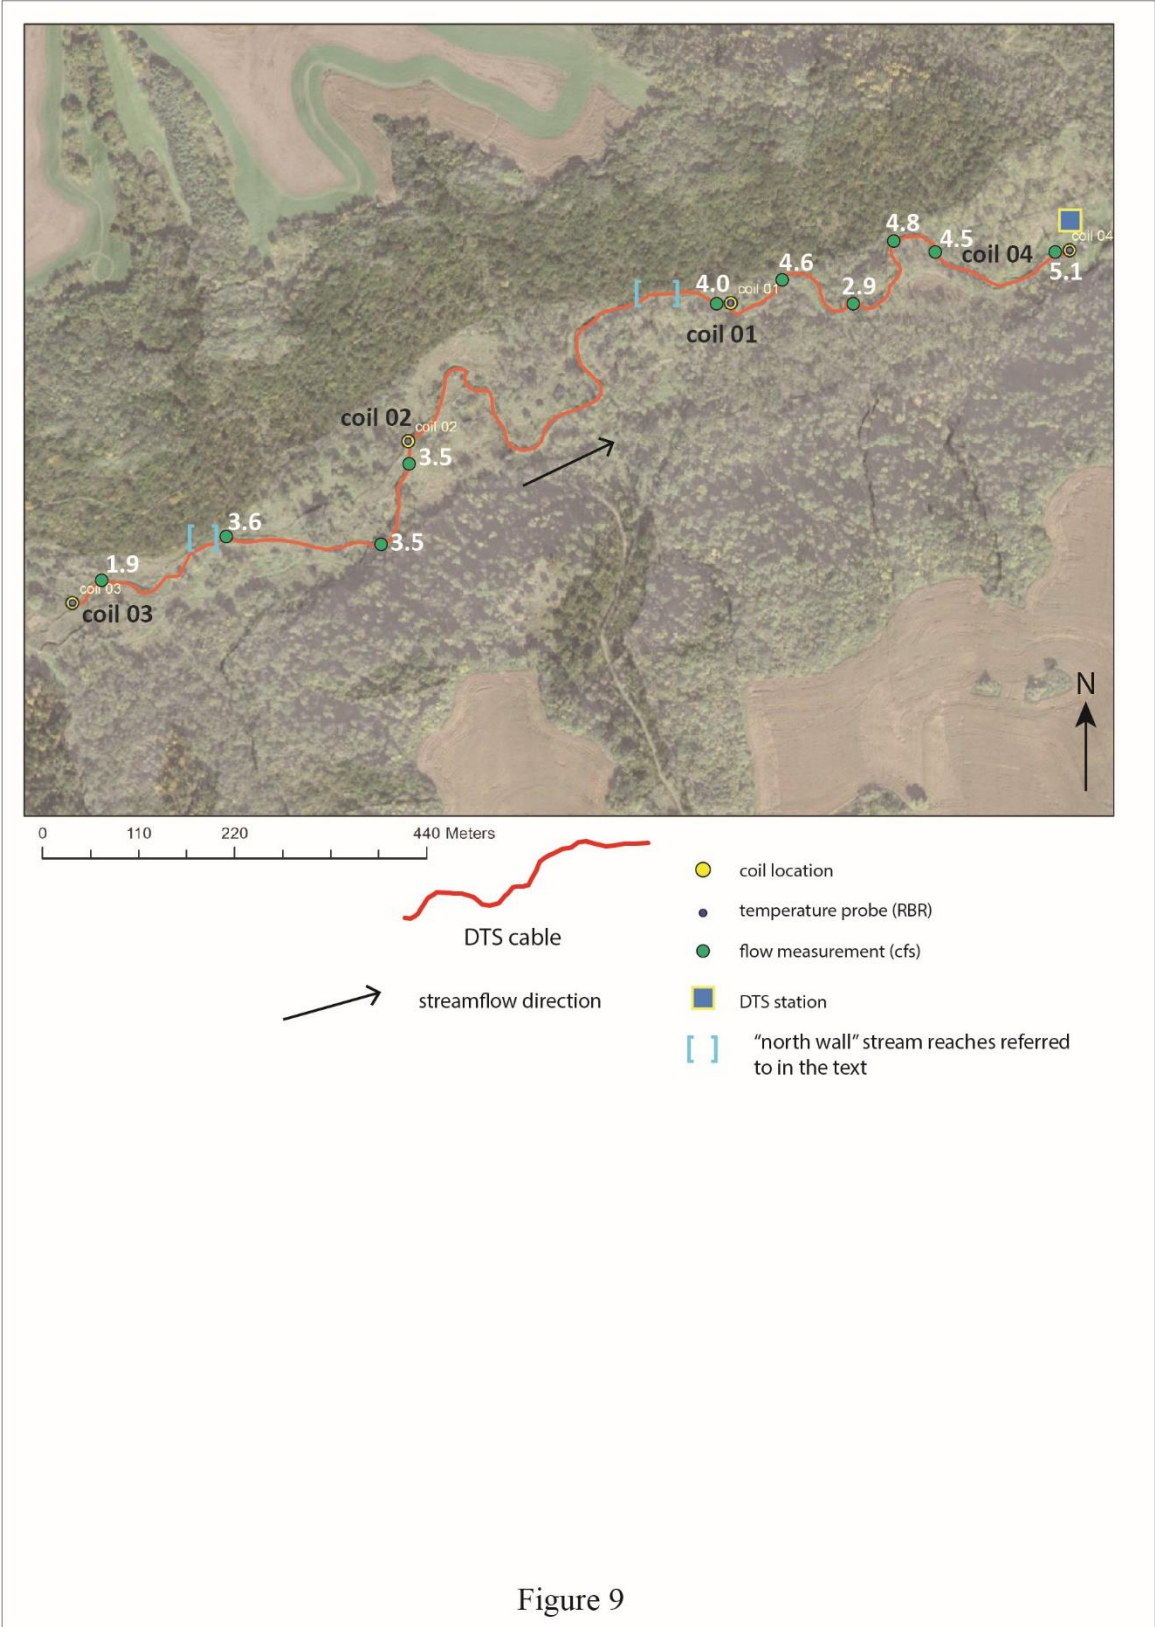 4.8
4.5
coil 04
coil 04
5.1
4.6
2.9
4.0
coil 01
coil 01
coil 02
coil 02
3.5
3.6
3.5
1.9
coil 03
coil 03
N
0 110 220 440 Meters
DTS cable
streamflow direction
coil location
temperature probe (RBR)
flow measurement (cfs)
DTS station
[ ] "north wall" stream reaches referred
to in the text
Figure 9